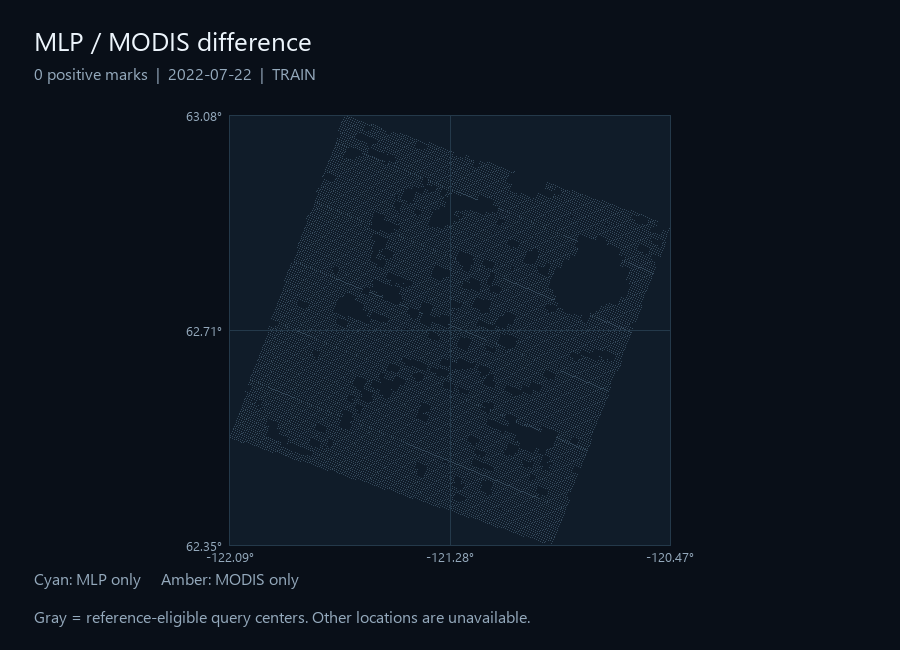 MLP / MODIS difference
0 positive marks | 2022-07-22 | TRAIN
63.08°
62.71°
62.35°
-122.09° -121.28° -120.47°
Cyan: MLP only Amber: MODIS only
Gray = reference-eligible query centers. Other locations are unavailable.